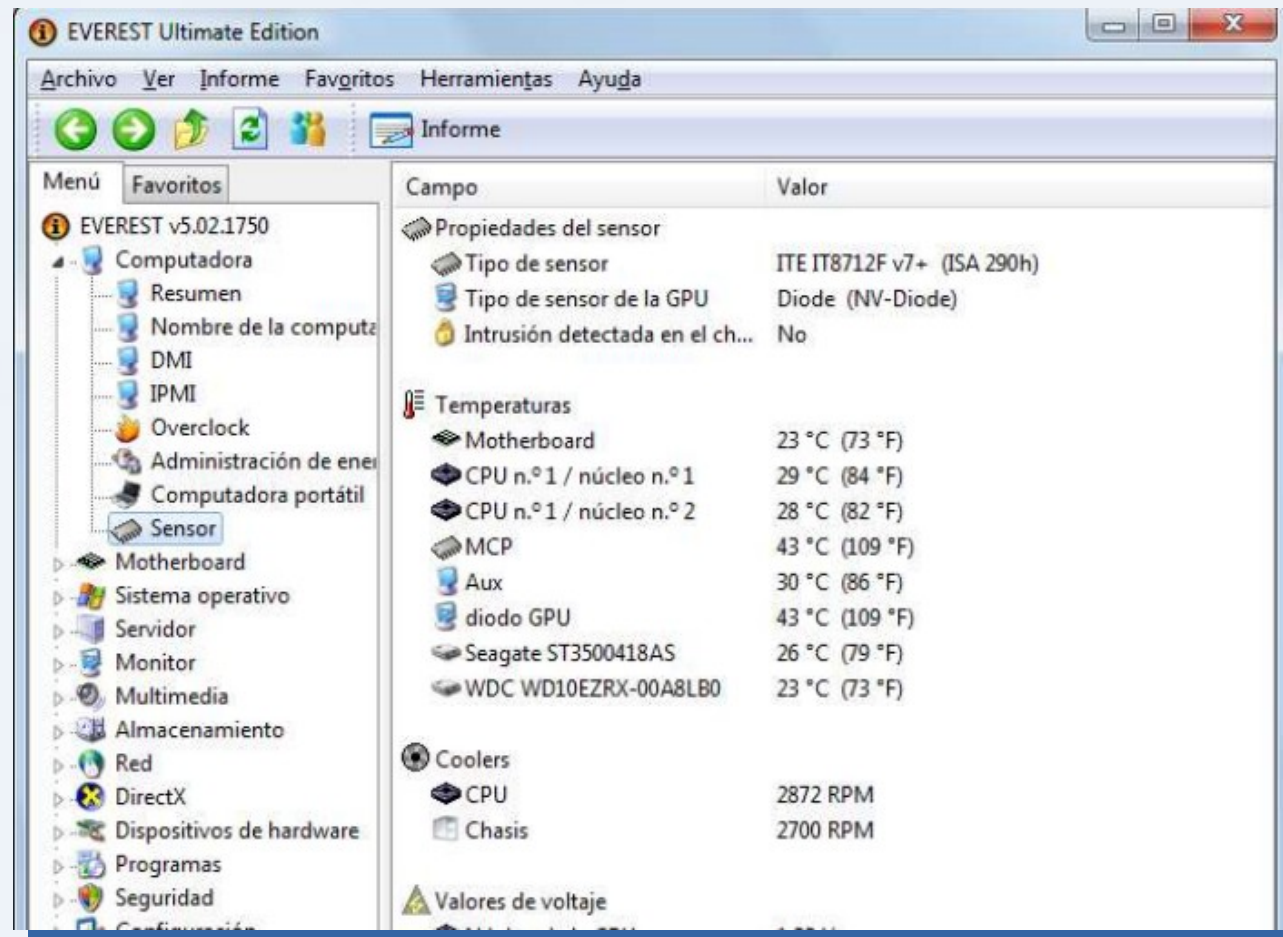 EVEREST Ultimate Edition
Archivo Ver Informe Favoritos Herramientas Ayuda
Informe
Menú Favoritos
EVEREST v5.02.1750
Computadora
Resumen
Nombre de la computa
DMI
IPMI
Overclock
Administración de ener
Computadora portátil
Sensor
Motherboard
Sistema operativo
Servidor
Monitor
Multimedia
Almacenamiento
Red
DirectX
Dispositivos de hardware
Programas
Seguridad
Campo Valor
Propiedades del sensor
Tipo de sensor ITE IT8712F v7+ (ISA 290h)
Tipo de sensor de la GPU Diode (NV-Diode)
Intrusión detectada en el ch... No
Temperaturas
Motherboard 23 °C (73 °F)
CPU n.º 1 / núcleo n.º 1 29 °C (84 °F)
CPU n.º 1 / núcleo n.º 2 28 °C (82 °F)
MCP 43 °C (109 °F)
Aux 30 °C (86 °F)
diodo GPU 43 °C (109 °F)
Seagate ST3500418AS 26 °C (79 °F)
WDC WD10EZRX-00A8LB0 23 °C (73 °F)
Coolers
CPU 2872 RPM
Chasis 2700 RPM
Valores de voltaje